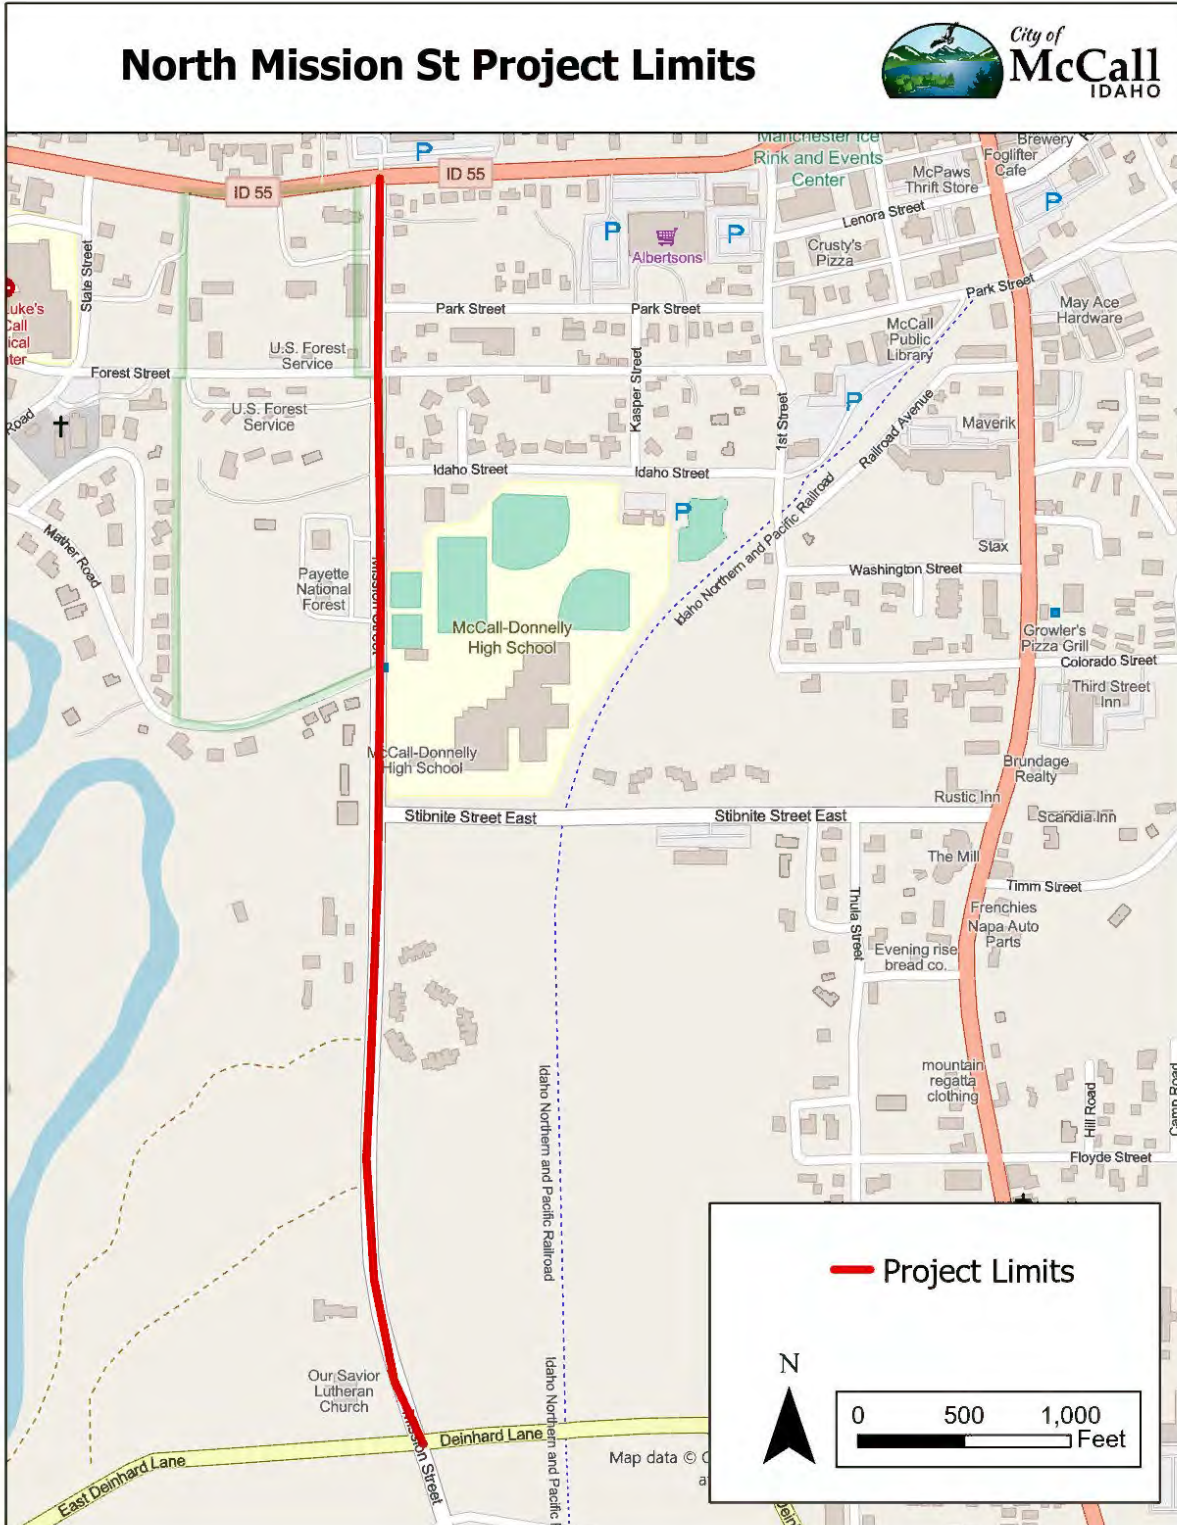 North Mission St Project Limits
City of
McCall
IDAHO
P
Manchester Ice
Rink and Events
Center
Brewery
Foglifter
Cafe
McPaws
Thrift Store
ID 55
ID 55
P
P
P
Albertsons
Lenora Street
Crusty's
Pizza
State Street
Luke's
Call
ical
ter
Park Street
Park Street
Park Street
May Ace
Hardware
McCall
Public
Library
U.S. Forest
Service
Forest Street
Kasper Street
U.S. Forest
Service
P
1st Street
Railroad Avenue
Maverik
Road
Idaho Street
Idaho Street
P
Idaho Northern and Pacific Railroad
Stax
Mather Road
Payette
National
Forest
Washington Street
McCall-Donnelly
High School
Growler's
Pizza Grill
Colorado Street
Third Street
Inn
McCall-Donnelly
High School
Brundage
Realty
Rustic Inn
Stibnite Street East
Stibnite Street East
Scandia Inn
The Mill
Timm Street
Thula Street
Frenchies
Napa Auto
Parts
Evening rise
bread co.
mountain
regatta
clothing
Idaho Northern and Pacific Railroad
Hill Road
Camp Road
Floyde Street
Project Limits
N
0 500 1,000
Feet
Our Savior
Lutheran
Church
Mission Street
Deinhard Lane
East Deinhard Lane
Idaho Northern and Pacific
Map data ©